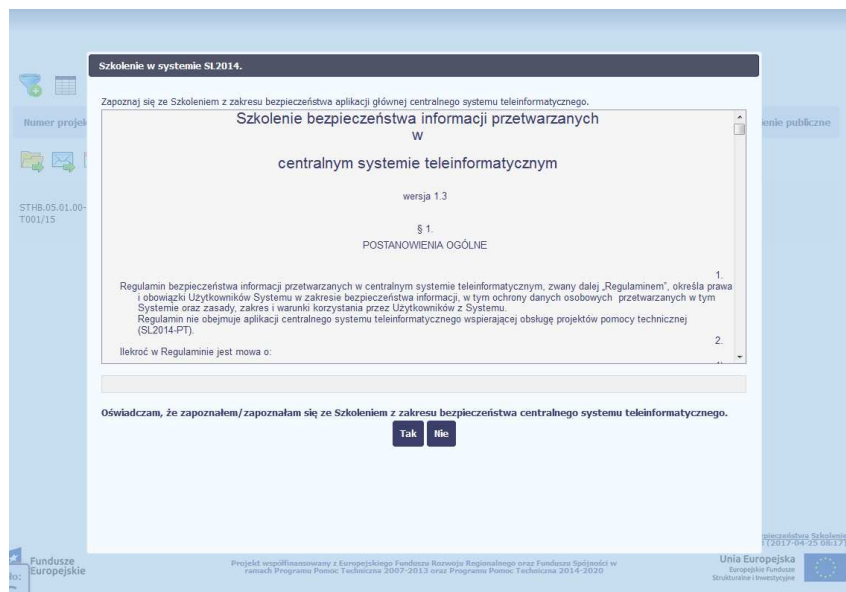 Szkolenie w systemie SL2014.
Zapoznaj się ze Szkoleniem z zakresu bezpieczeństwa aplikacji głównej centralnego systemu teleinformatycznego.
Szkolenie bezpieczeństwa informacji przetwarzanych
w
centralnym systemie teleinformatycznym
wersja 1.3
§ 1.
POSTANOWIENIA OGÓLNE
1.
Regulamin bezpieczeństwa informacji przetwarzanych w centralnym systemie teleinformatycznym, zwany dalej „Regulaminem”, określa prawa
i obowiązki Użytkowników Systemu w zakresie bezpieczeństwa informacji, w tym ochrony danych osobowych przetwarzanych w tym
Systemie oraz zasady, zakres i warunki korzystania przez Użytkowników z Systemu.
Regulamin nie obejmuje aplikacji centralnego systemu teleinformatycznego wspierającej obsługę projektów pomocy technicznej
(SL2014-PT).
2.
Ilekroć w Regulaminie jest mowa o:
Oświadczam, że zapoznałem/zapoznałam się ze Szkoleniem z zakresu bezpieczeństwa centralnego systemu teleinformatycznego.
Tak Nie
Numer projek
enie publiczne
STHB.05.01.00-
T001/15
Szkolenie
(2017-04-25 08:17)
Fundusze
Europejskie
Projekt współfinansowany z Europejskiego Funduszu Rozwoju Regionalnego oraz Funduszu Spójności w
ramach Programu Pomoc Techniczna 2007-2013 oraz Programu Pomoc Techniczna 2014-2020
Unia Europejska
Europejskie Fundusze
Strukturalne i Inwestycyjne